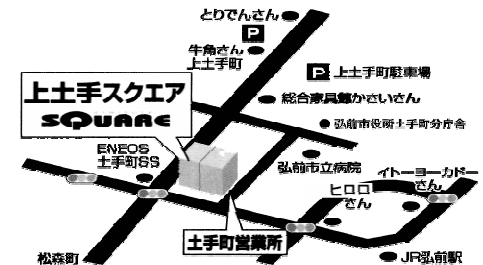 とりでんさん
P
牛角さん
上土手町
P 上土手町駐車場
上土手スクエア
SQUARE
総合家具館かさいさん
弘前市役所土手町分庁舎
ENEOS
土手町SS
弘前市立病院
イトーヨーカドー
さん
ヒロロ
さん
土手町営業所
松森町
JR弘前駅